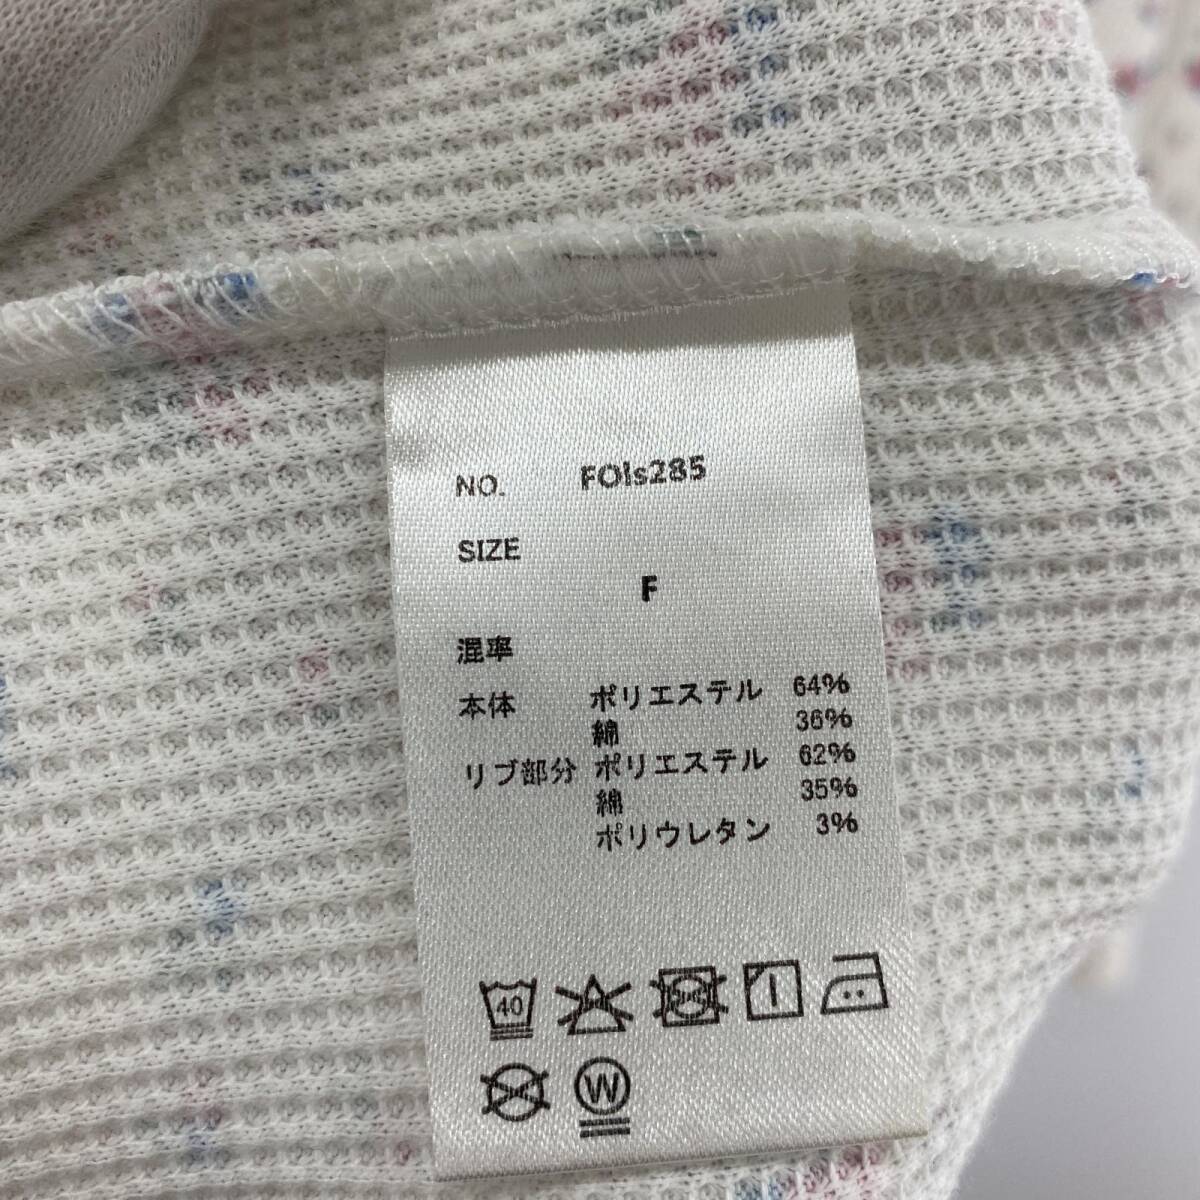 NO. FOls285
SIZE
F
混率
本体 ポリエステル 64%
綿 36%
リブ部分 ポリエステル 62%
綿 35%
ポリウレタン 3%
40
W